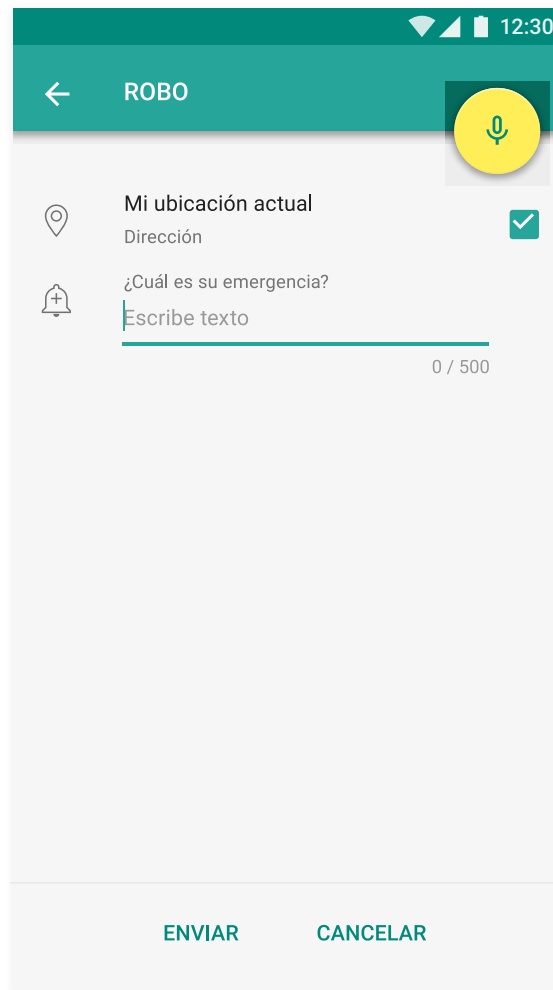 12:30
ROBO
Mi ubicación actual
Dirección
¿Cuál es su emergencia?
Escribe texto
0 / 500
ENVIAR CANCELAR